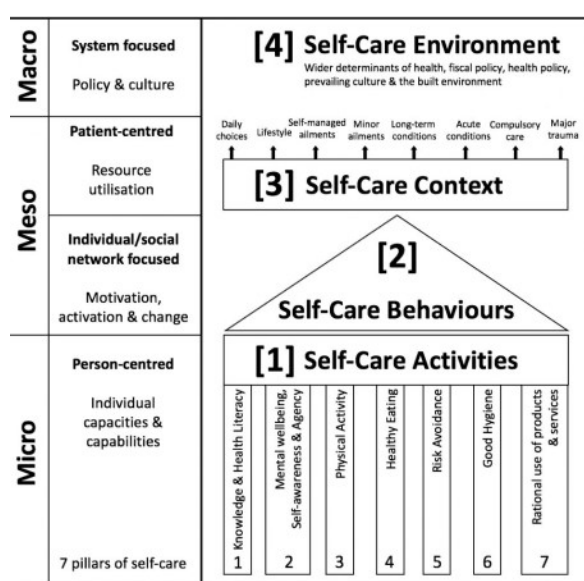 Macro
System focused
Policy & culture
[4] Self-Care Environment
Wider determinants of health, fiscal policy, health policy,
prevailing culture & the built environment
Meso
Patient-centred
Resource
utilisation
Daily
choices
Lifestyle
Self-managed
ailments
Minor
ailments
Long-term
conditions
Acute
conditions
Compulsory
care
Major
trauma
[3] Self-Care Context
Individual/social
network focused
Motivation,
activation & change
[2]
Self-Care Behaviours
Micro
Person-centred
Individual
capacities &
capabilities
7 pillars of self-care
[1] Self-Care Activities
Knowledge & Health Literacy
1
Mental wellbeing,
Self-awareness & Agency
2
Physical Activity
3
Healthy Eating
4
Risk Avoidance
5
Good Hygiene
6
Rational use of products
& services
7